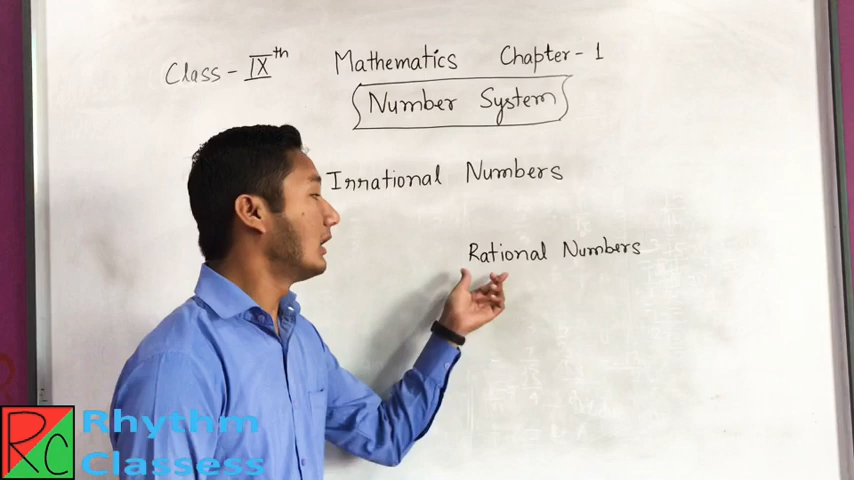 Class - IXth Mathematics Chapter - 1
Number System
Irrational Numbers
Rational Numbers
RC Rhythm
Classess